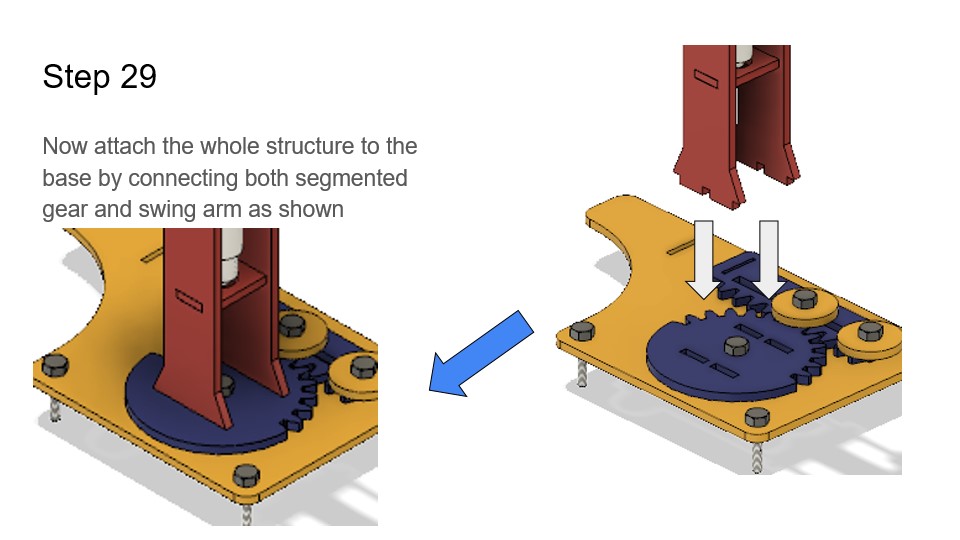 Step 29
Now attach the whole structure to the
base by connecting both segmented
gear and swing arm as shown